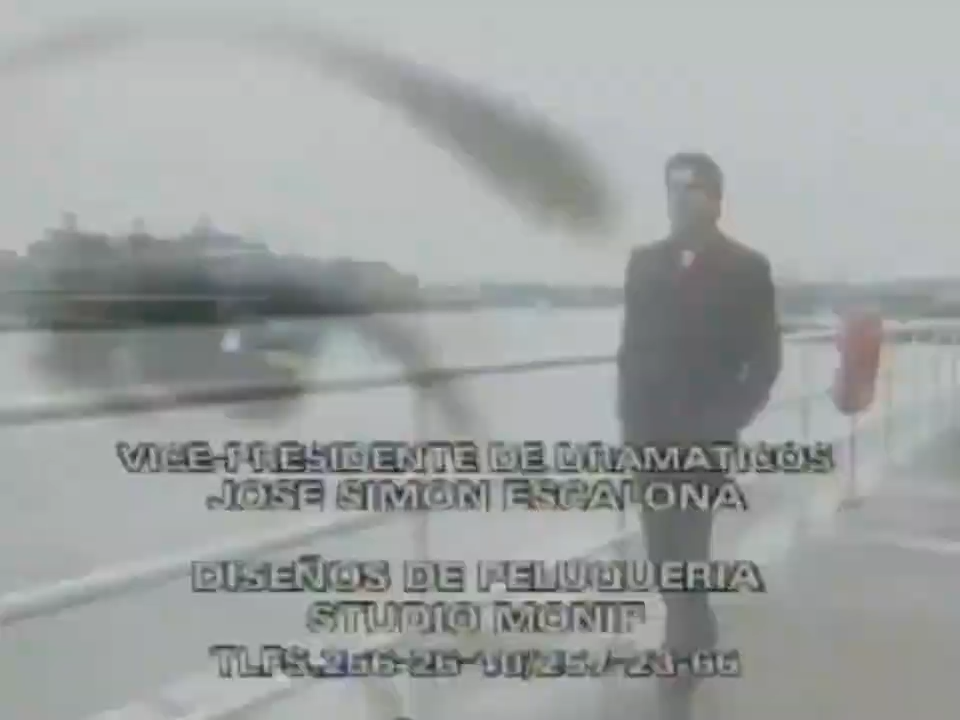 VICE-PRESIDENTE DE DRAMATICOS
JOSE SIMON ESCALONA
DISEÑOS DE PELUQUERIA
STUDIO MONIF
TLFS.